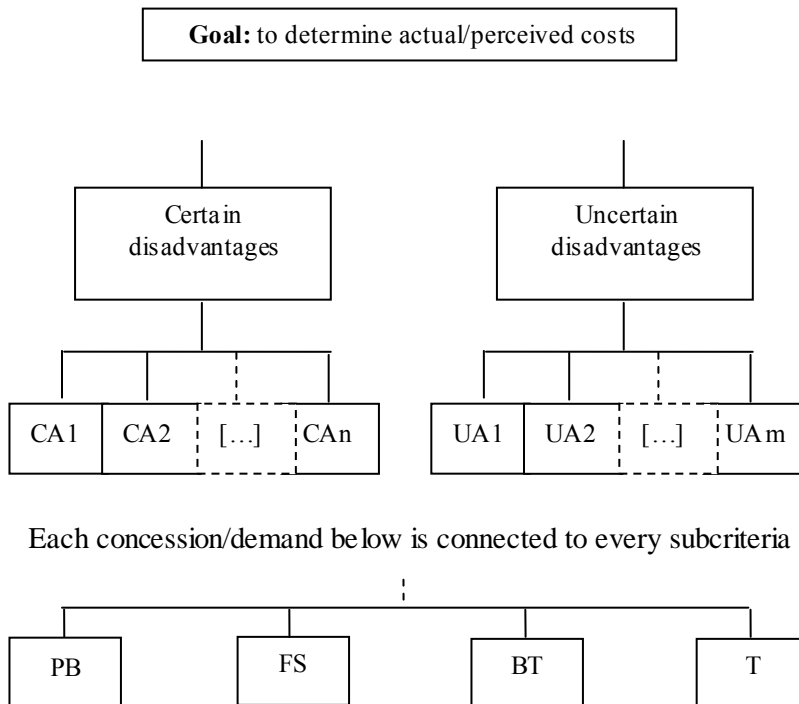 Goal: to determine actual/perceived costs
Certain
disadvantages
Uncertain
disadvantages
CA1 CA2 [...] CAn
UA1 UA2 [...] UAm
Each concession/demand below is connected to every subcriteria
PB FS BT T